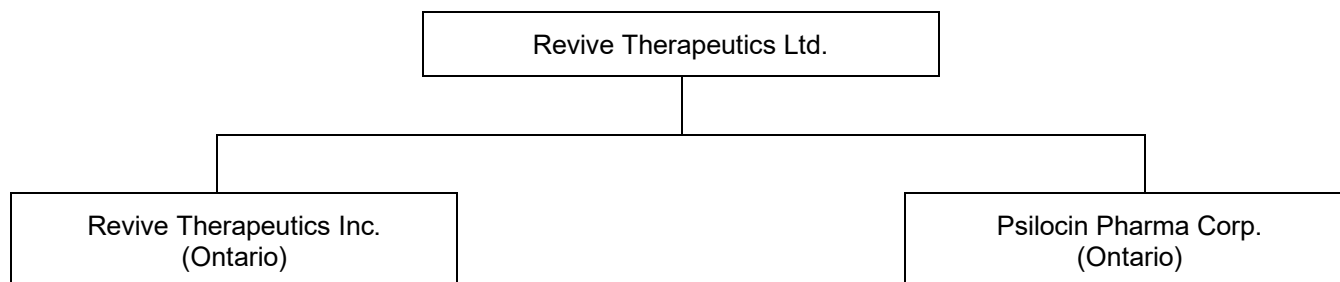 Revive Therapeutics Ltd.
Revive Therapeutics Inc.
(Ontario)
Psilocin Pharma Corp.
(Ontario)